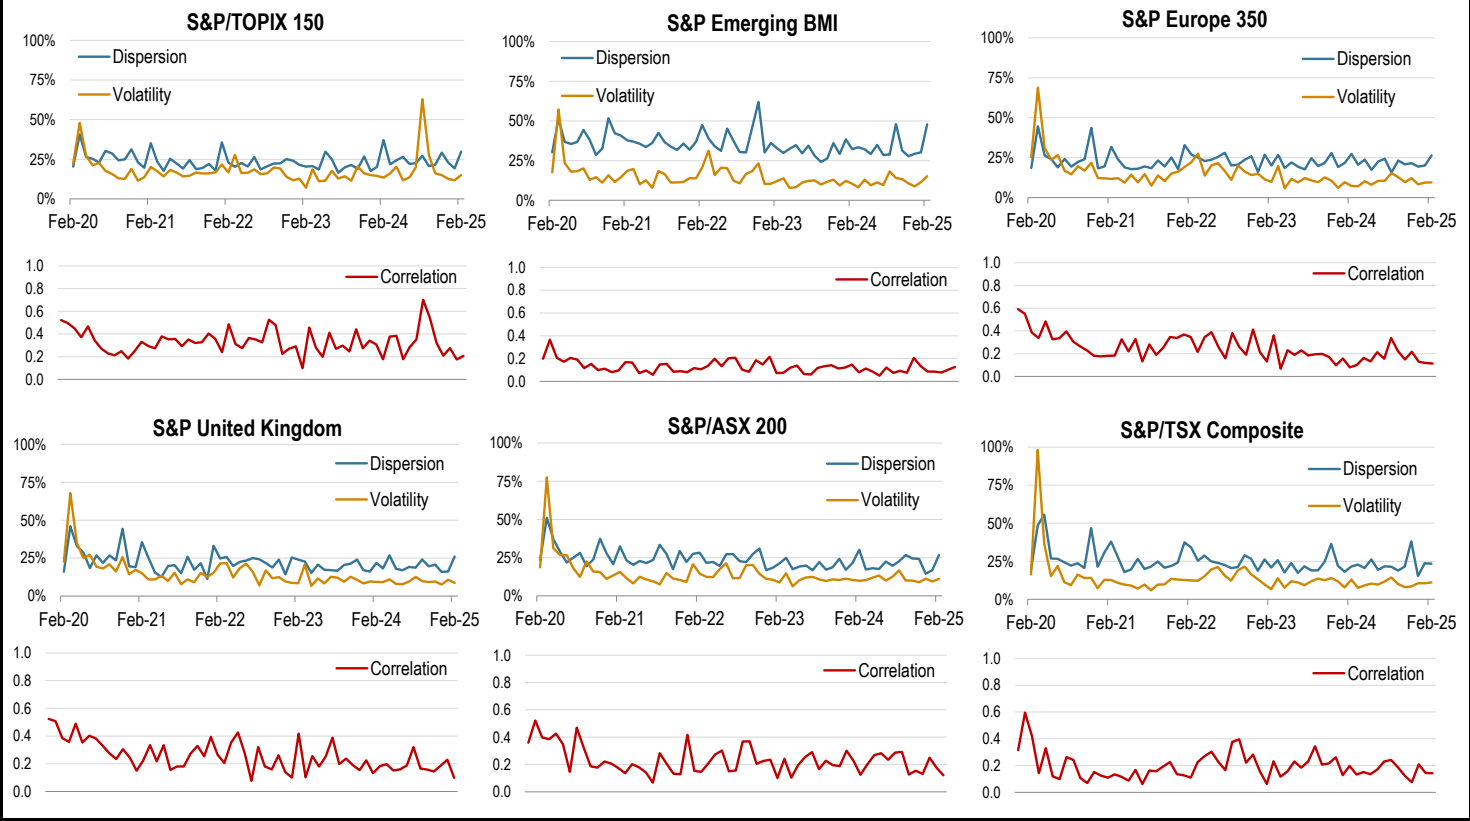 S&P/TOPIX 150
100%
75%
50%
25%
0%
Dispersion
Volatility
Feb-20 Feb-21 Feb-22 Feb-23 Feb-24 Feb-25
1.0
0.8
0.6
0.4
0.2
0.0
Correlation
S&P Emerging BMI
100%
75%
50%
25%
0%
Dispersion
Volatility
Feb-20 Feb-21 Feb-22 Feb-23 Feb-24 Feb-25
1.0
0.8
0.6
0.4
0.2
0.0
Correlation
S&P Europe 350
100%
75%
50%
25%
0%
Dispersion
Volatility
Feb-20 Feb-21 Feb-22 Feb-23 Feb-24 Feb-25
1.0
0.8
0.6
0.4
0.2
0.0
Correlation
S&P United Kingdom
100%
75%
50%
25%
0%
Dispersion
Volatility
Feb-20 Feb-21 Feb-22 Feb-23 Feb-24 Feb-25
1.0
0.8
0.6
0.4
0.2
0.0
Correlation
S&P/ASX 200
100%
75%
50%
25%
0%
Dispersion
Volatility
Feb-20 Feb-21 Feb-22 Feb-23 Feb-24 Feb-25
1.0
0.8
0.6
0.4
0.2
0.0
Correlation
S&P/TSX Composite
100%
75%
50%
25%
0%
Dispersion
Volatility
Feb-20 Feb-21 Feb-22 Feb-23 Feb-24 Feb-25
1.0
0.8
0.6
0.4
0.2
0.0
Correlation